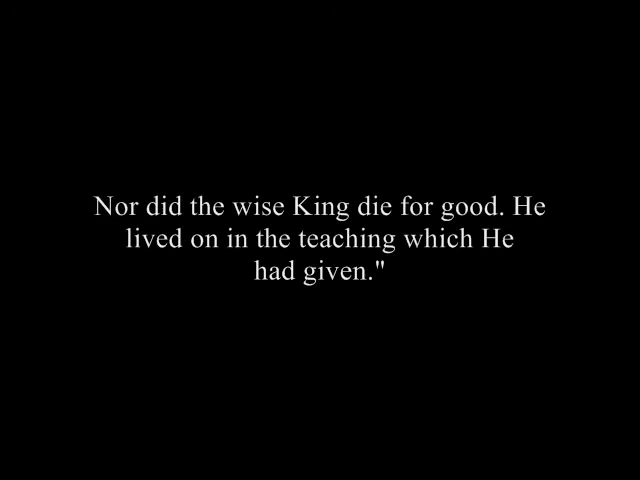 Nor did the wise King die for good. He
lived on in the teaching which He
had given."